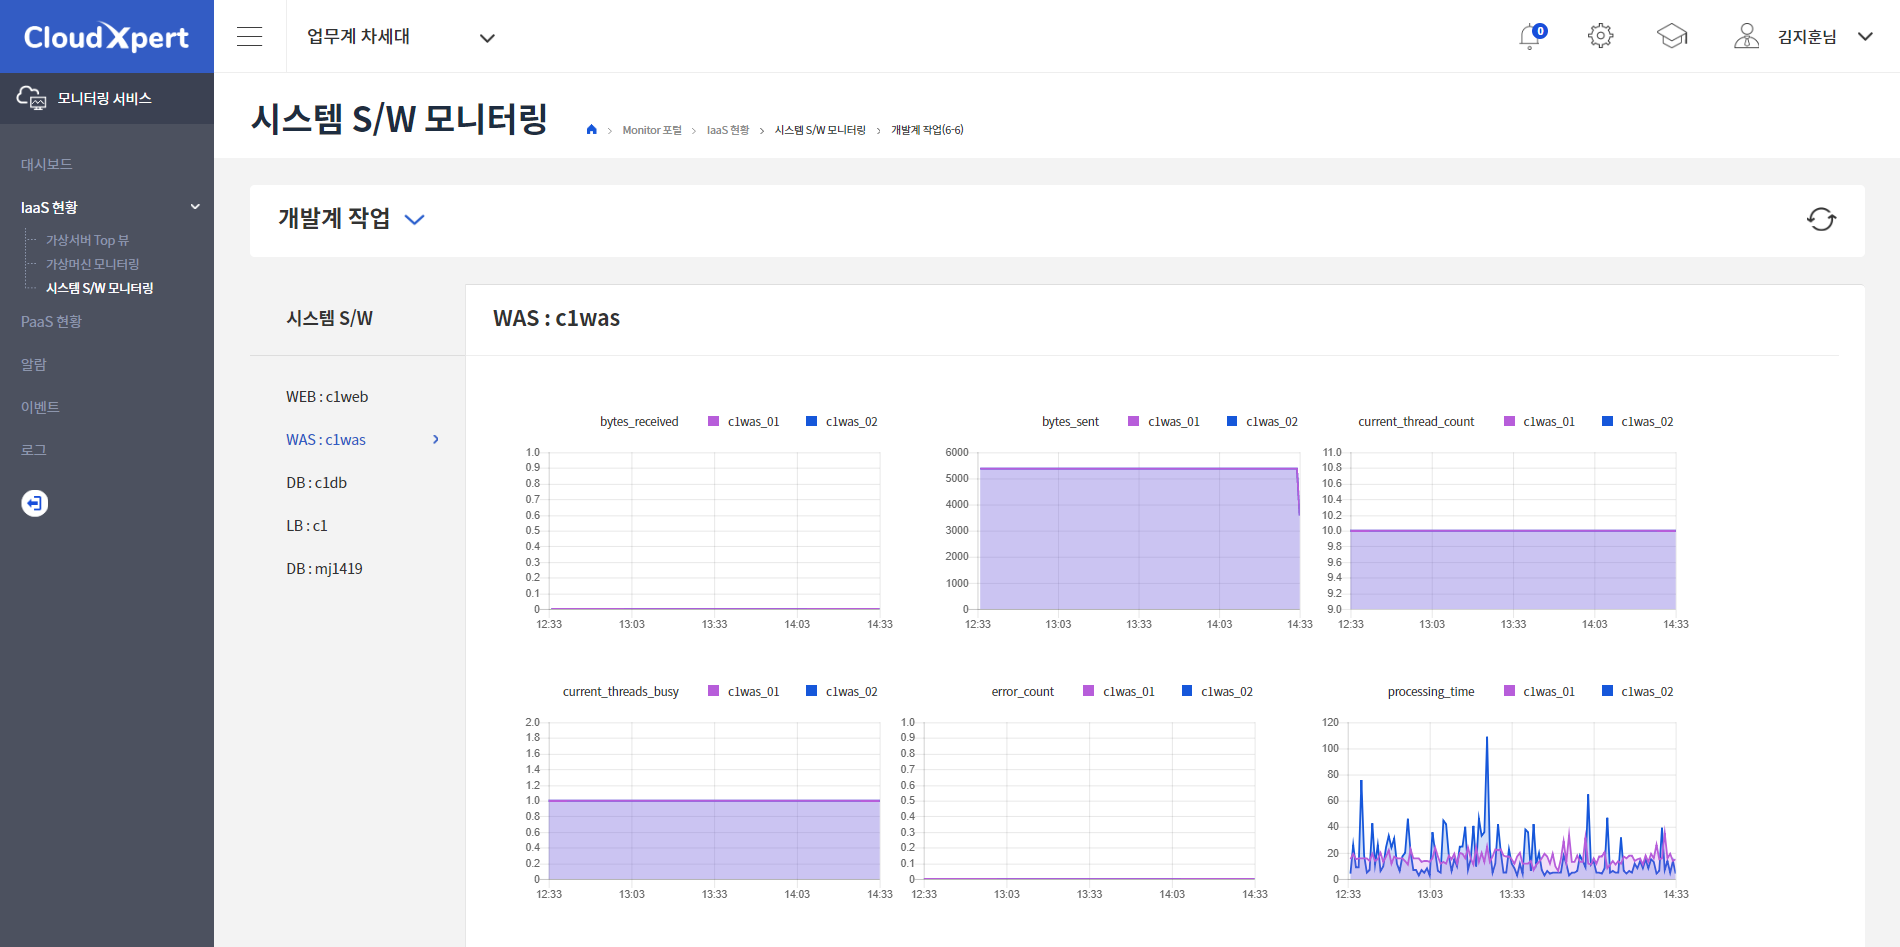 CloudXpert
업무계 차세대
0
김지훈님
모니터링 서비스
대시보드
IaaS 현황
가상서버 Top 뷰
가상머신 모니터링
시스템 S/W 모니터링
PaaS 현황
알람
이벤트
로그
시스템 S/W 모니터링
Monitor 포털 > IaaS 현황 > 시스템 S/W 모니터링 > 개발계 작업(6-6)
개발계 작업
시스템 S/W
WEB : c1web
WAS : c1was
DB : c1db
LB : c1
DB : mj1419
WAS : c1was
bytes_received c1was_01 c1was_02
1.0
0.9
0.8
0.7
0.6
0.5
0.4
0.3
0.2
0.1
0
12:33 13:03 13:33 14:03 14:33
bytes_sent c1was_01 c1was_02
6000
5000
4000
3000
2000
1000
0
12:33 13:03 13:33 14:03 14:33
current_thread_count c1was_01 c1was_02
11.0
10.8
10.6
10.4
10.2
10.0
9.8
9.6
9.4
9.2
9.0
12:33 13:03 13:33 14:03 14:33
current_threads_busy c1was_01 c1was_02
2.0
1.8
1.6
1.4
1.2
1.0
0.8
0.6
0.4
0.2
0
12:33 13:03 13:33 14:03 14:33
error_count c1was_01 c1was_02
1.0
0.9
0.8
0.7
0.6
0.5
0.4
0.3
0.2
0.1
0
12:33 13:03 13:33 14:03 14:33
processing_time c1was_01 c1was_02
120
100
80
60
40
20
0
12:33 13:03 13:33 14:03 14:33